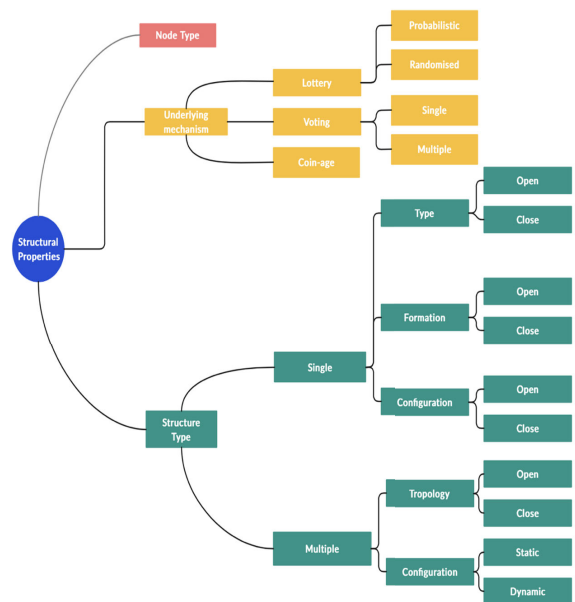 Node Type
Probabilistic
Randomised
Lottery
Underlying
mechanism
Voting
Single
Multiple
Coin-age
Structural
Properties
Type
Open
Close
Formation
Open
Close
Single
Configuration
Open
Close
Structure
Type
Tropology
Open
Close
Multiple
Configuration
Static
Dynamic